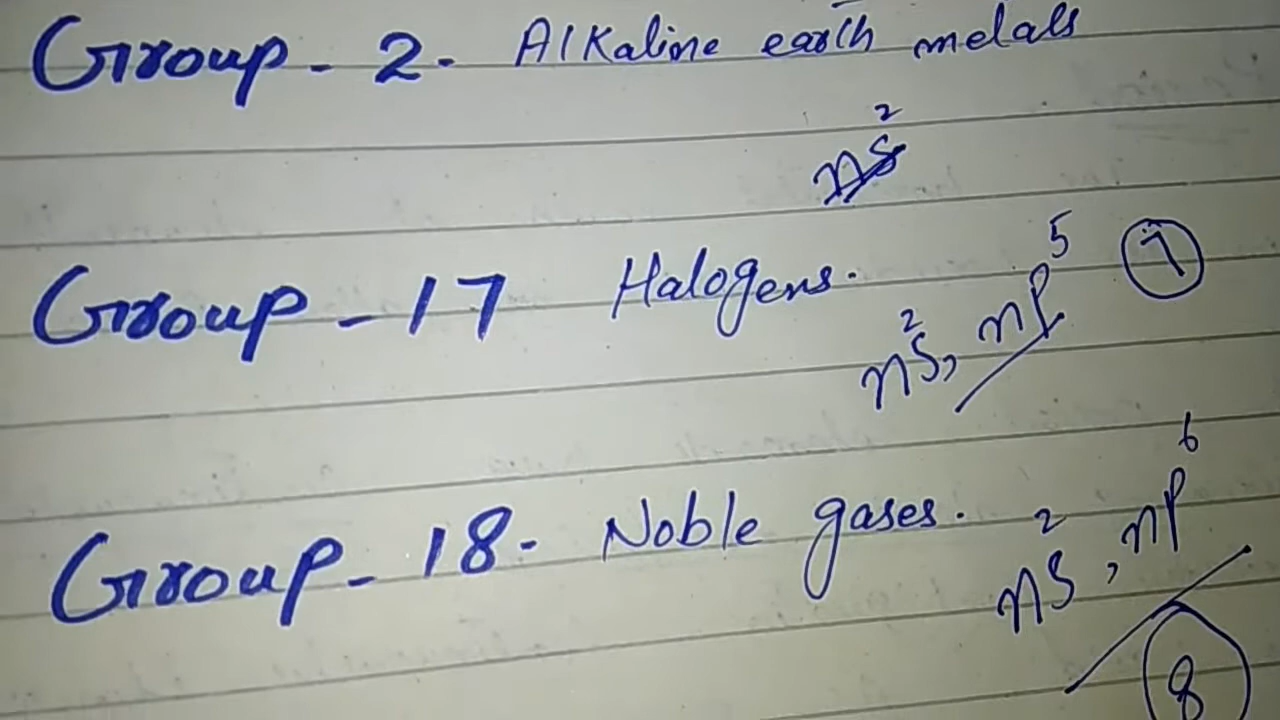 Group - 2. Alkaline earth metals
ns²
Group - 17 Halogens.
ns², np⁵ 7
Group - 18. Noble gases.
ns², np⁶
8